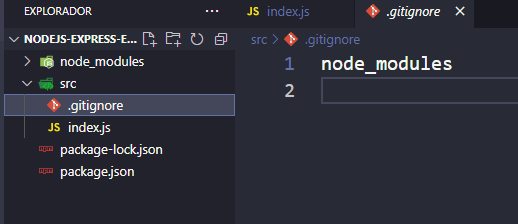 EXPLORADOR ...
JS index.js
.gitignore ×
NODEJS-EXPRESS-E...
src > .gitignore
node_modules
src
.gitignore
JS index.js
package-lock.json
package.json
1 node_modules
2